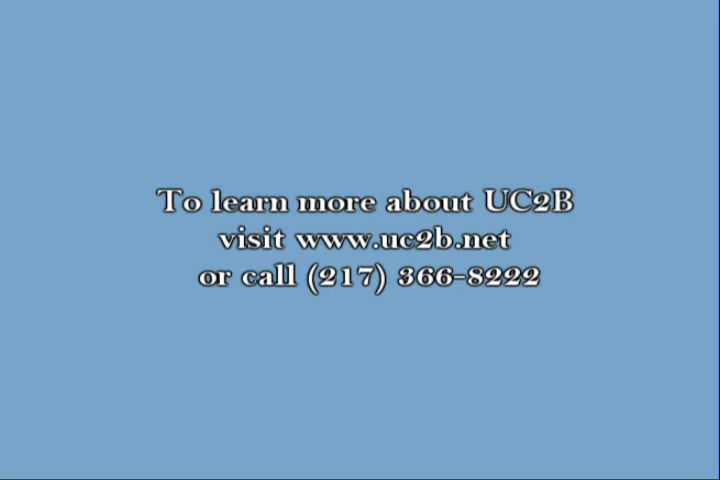 To learn more about UC2B
visit www.uc2b.net
or call (217) 366-8222